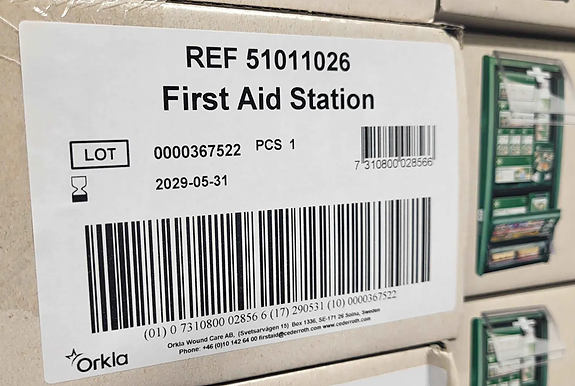 REF 51011026
First Aid Station
LOT 0000367522 PCS 1
7 310800 028566
2029-05-31
(01) 0 7310800 02856 6 (17) 290531 (10) 0000367522
Orkla Wound Care AB, (Svetsarvägen 15) Box 1336, SE-171 26 Solna, Sweden
Phone: +46 (0)10 142 64 00 firstaid@cederroth.com www.cederroth.com
Orkla